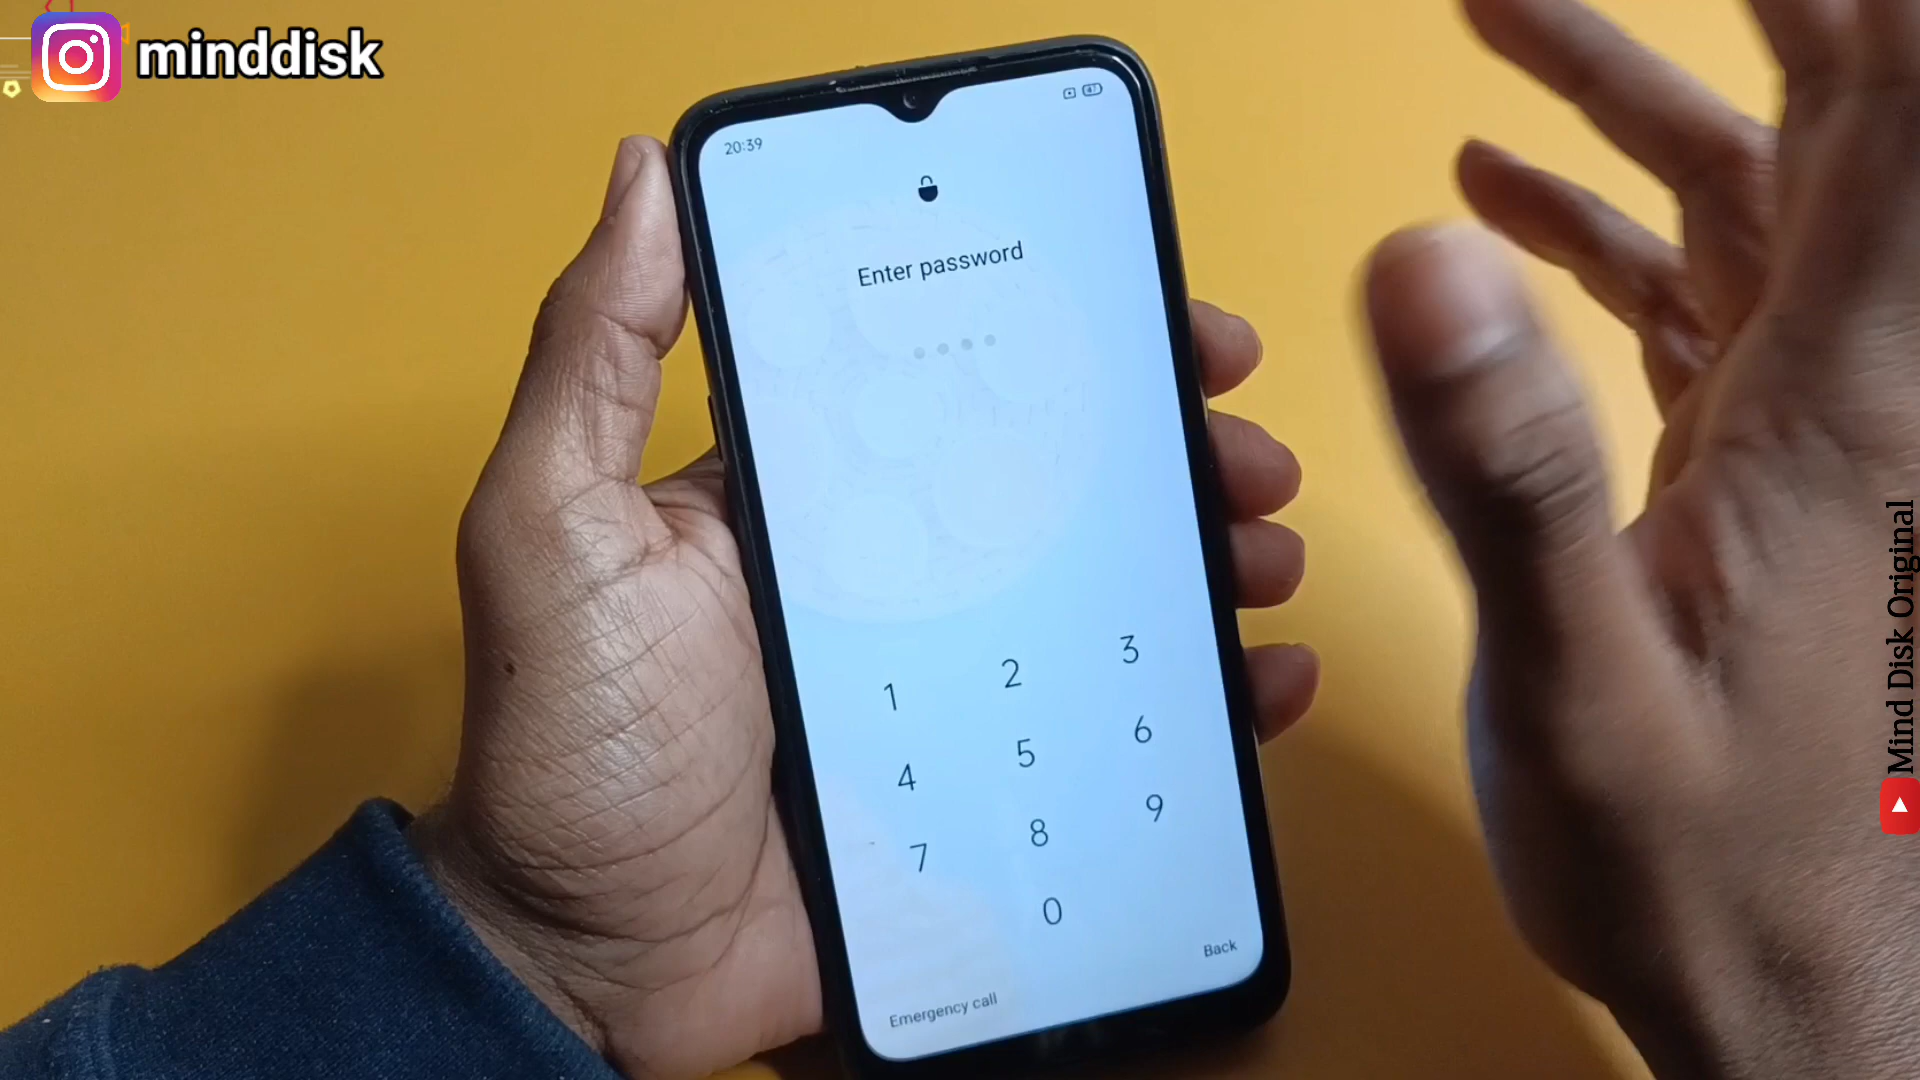 minddisk
20:39
47
Enter password
1 2 3
4 5 6
7 8 9
0
Back
Emergency call
Mind Disk Original